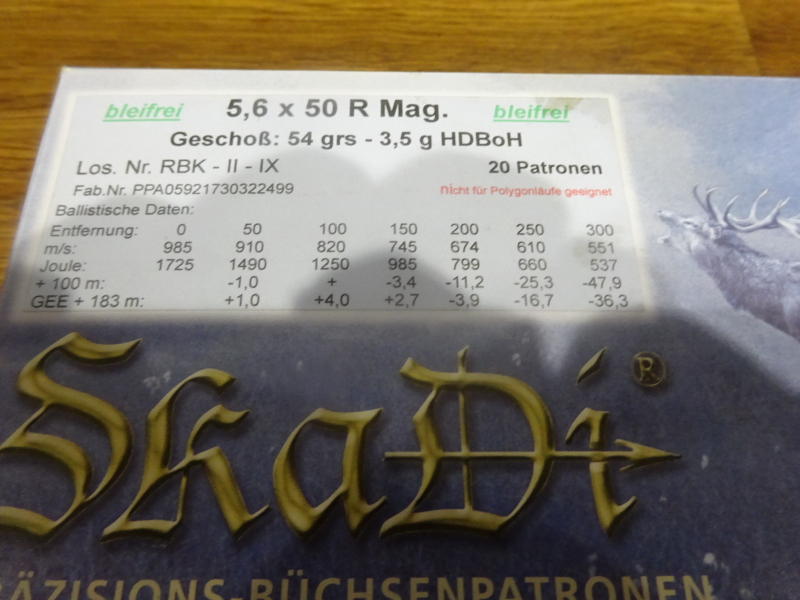 bleifrei 5,6 x 50 R Mag. bleifrei
Geschoß: 54 grs - 3,5 g HDBoH
Los. Nr. RBK - II - IX 20 Patronen
Fab.Nr. PPA05921730322499 nicht für Polygonläufe geeignet
Ballistische Daten:
Entfernung: 0 50 100 150 200 250 300
m/s: 985 910 820 745 674 610 551
Joule: 1725 1490 1250 985 799 660 537
+ 100 m: -1,0 + -3,4 -11,2 -25,3 -47,9
GEE + 183 m: +1,0 +4,0 +2,7 -3,9 -16,7 -36,3
SkaDi ®
PRÄZISIONS-BÜCHSENPATRONEN